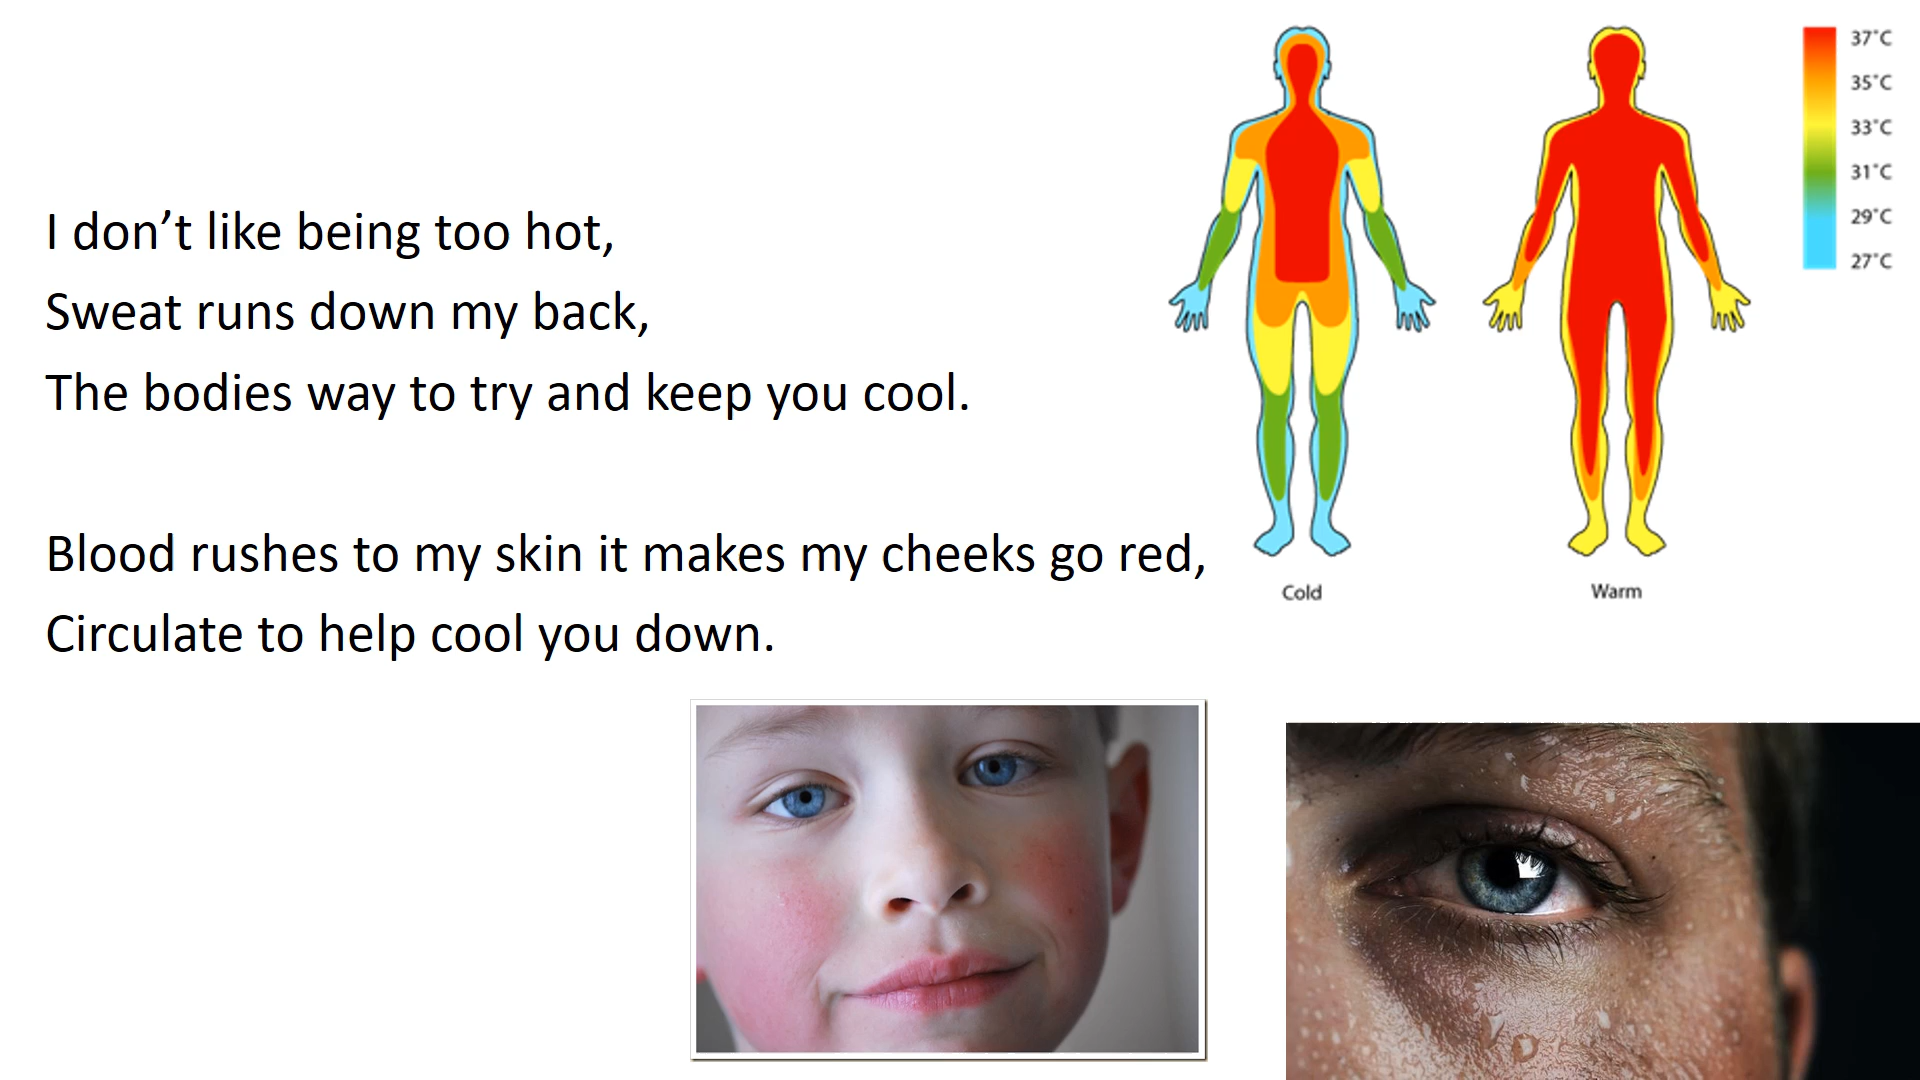 I don’t like being too hot,
Sweat runs down my back,
The bodies way to try and keep you cool.
Blood rushes to my skin it makes my cheeks go red,
Circulate to help cool you down.
37°C
35°C
33°C
31°C
29°C
27°C
Cold
Warm